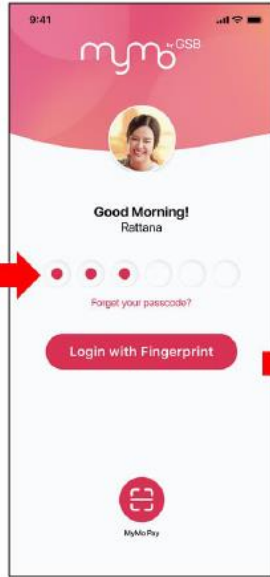 9:41
mymo by GSB
Good Morning!
Rattana
Forget your passcode?
Login with Fingerprint
MyMo Pay